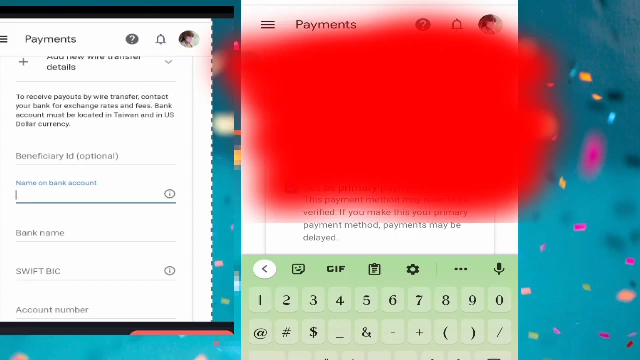 Payments
Add new wire transfer
details
To receive payouts by wire transfer, contact
your bank for exchange rates and fees. Bank
account must be located in Taiwan and in US
Dollar currency.
Beneficiary Id (optional)
Name on bank account
Bank name
SWIFT BIC
Account number
Payments
This payment method may
verified. If you make this your primary
payment method, payments may be
delayed.
GIF
1 2 3 4 5 6 7 8 9 0
@ # $ _ & - + ( ) /